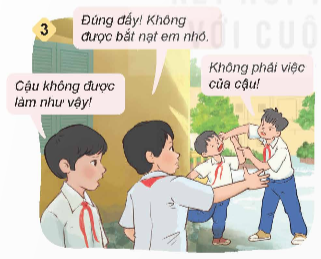 3
Đúng đấy! Không
được bắt nạt em nhỏ.
Cậu không được
làm như vậy!
Không phải việc
của cậu!